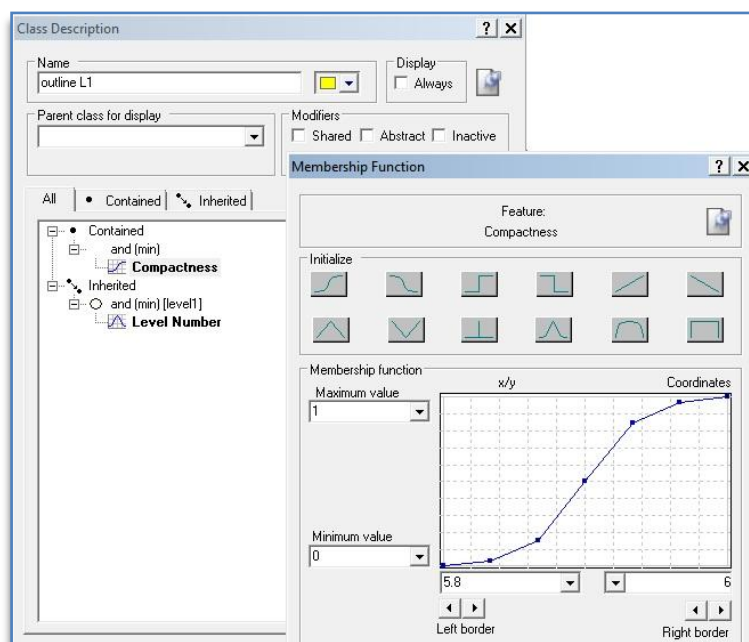 Class Description
? X
Name
outline L1
Display
Always
Parent class for display
Modifiers
Shared Abstract Inactive
All Contained Inherited
Contained
and (min)
Compactness
Inherited
and (min) [level1]
Level Number
Membership Function
? X
Feature:
Compactness
Initialize
Membership function
x/y
Coordinates
Maximum value
1
Minimum value
0
5.8
6
Left border
Right border